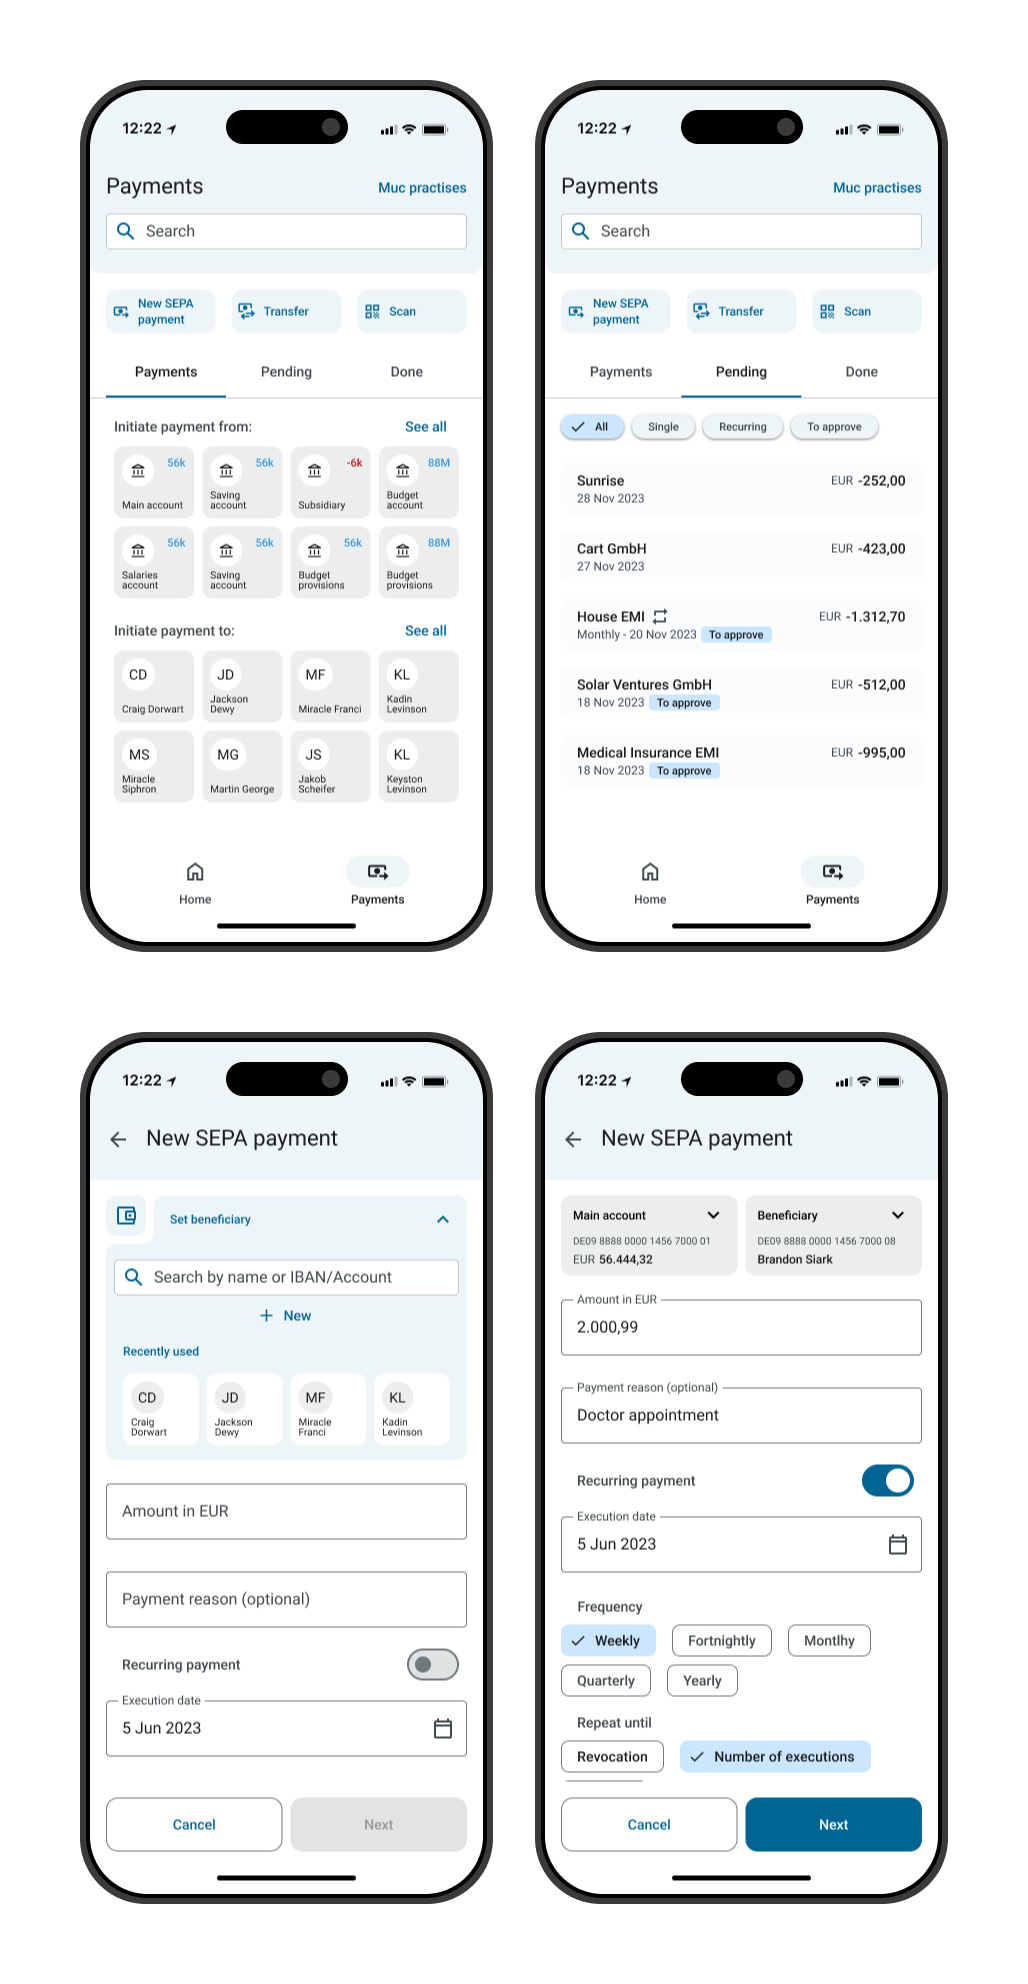 12:22
Payments
Muc practises
Search
New SEPA
payment
Transfer
Scan
Payments
Pending
Done
Initiate payment from:
See all
56k
Main account
56k
Saving
account
-6k
Subsidiary
88M
Budget
account
56k
Salaries
account
56k
Saving
account
56k
Budget
provisions
88M
Budget
provisions
Initiate payment to:
See all
CD
Craig Dorwart
JD
Jackson
Dewy
MF
Miracle Franci
KL
Kadin
Levinson
MS
Miracle
Siphron
MG
Martin George
JS
Jakob
Scheifer
KL
Keyston
Levinson
Home
Payments
12:22
Payments
Muc practises
Search
New SEPA
payment
Transfer
Scan
Payments
Pending
Done
All
Single
Recurring
To approve
Sunrise
EUR -252,00
28 Nov 2023
Cart GmbH
EUR -423,00
27 Nov 2023
House EMI
EUR -1.312,70
Monthly - 20 Nov 2023 To approve
Solar Ventures GmbH
EUR -512,00
18 Nov 2023 To approve
Medical Insurance EMI
EUR -995,00
18 Nov 2023 To approve
Home
Payments
12:22
New SEPA payment
Set beneficiary
Search by name or IBAN/Account
New
Recently used
CD
Craig
Dorwart
JD
Jackson
Dewy
MF
Miracle
Franci
KL
Kadin
Levinson
Amount in EUR
Payment reason (optional)
Recurring payment
Execution date
5 Jun 2023
Cancel
Next
12:22
New SEPA payment
Main account
DE09 8888 0000 1456 7000 01
EUR 56.444,32
Beneficiary
DE09 8888 0000 1456 7000 08
Brandon Siark
Amount in EUR
2.000,99
Payment reason (optional)
Doctor appointment
Recurring payment
Execution date
5 Jun 2023
Frequency
Weekly
Fortnightly
Montlhy
Quarterly
Yearly
Repeat until
Revocation
Number of executions
Cancel
Next